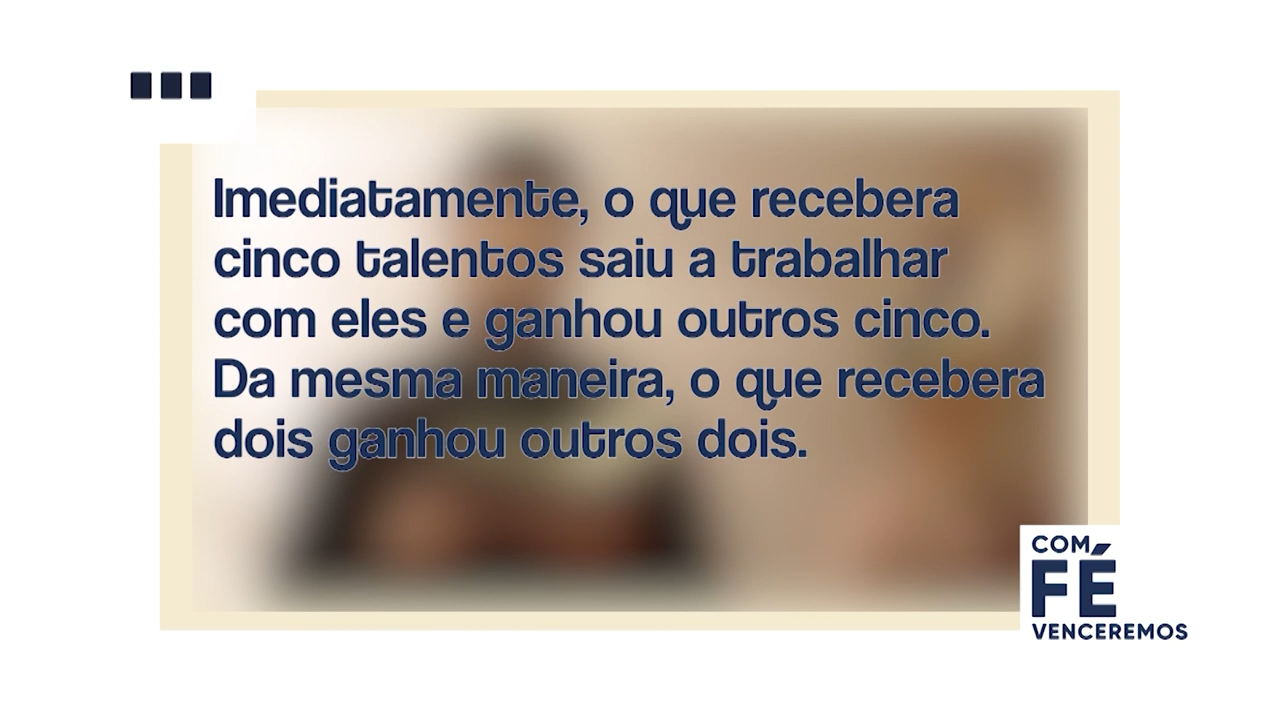 Imediatamente, o que recebera
cinco talentos saiu a trabalhar
com eles e ganhou outros cinco.
Da mesma maneira, o que recebera
dois ganhou outros dois.
COM
FÉ
VENCEREMOS